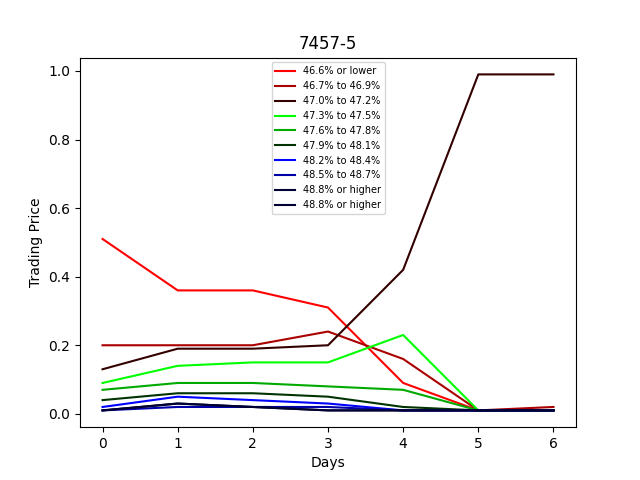 7457-5
46.6% or lower
46.7% to 46.9%
47.0% to 47.2%
47.3% to 47.5%
47.6% to 47.8%
47.9% to 48.1%
48.2% to 48.4%
48.5% to 48.7%
48.8% or higher
48.8% or higher
Trading Price
1.0
0.8
0.6
0.4
0.2
0.0
0 1 2 3 4 5 6
Days